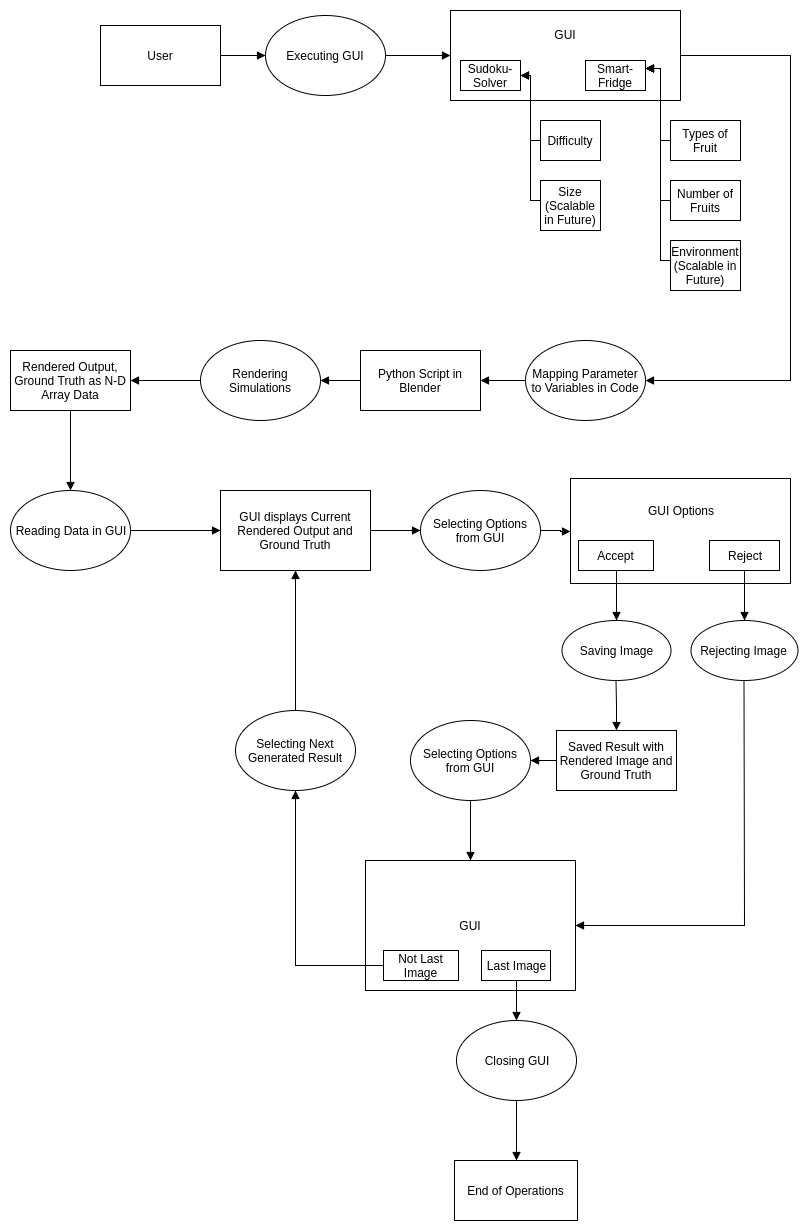 User
Executing GUI
GUI
Sudoku-
Solver
Smart-
Fridge
Difficulty
Size
(Scalable
in Future)
Types of
Fruit
Number of
Fruits
Environment
(Scalable in
Future)
Rendered Output,
Ground Truth as N-D
Array Data
Rendering
Simulations
Python Script in
Blender
Mapping Parameter
to Variables in Code
Reading Data in GUI
GUI displays Current
Rendered Output and
Ground Truth
Selecting Options
from GUI
GUI Options
Accept
Reject
Saving Image
Rejecting Image
Selecting Next
Generated Result
Selecting Options
from GUI
Saved Result with
Rendered Image and
Ground Truth
GUI
Not Last
Image
Last Image
Closing GUI
End of Operations